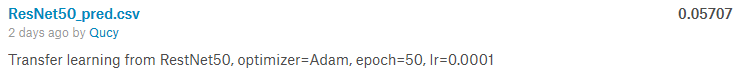 ResNet50_pred.csv 0.05707
2 days ago by Qucy
Transfer learning from RestNet50, optimizer=Adam, epoch=50, lr=0.0001